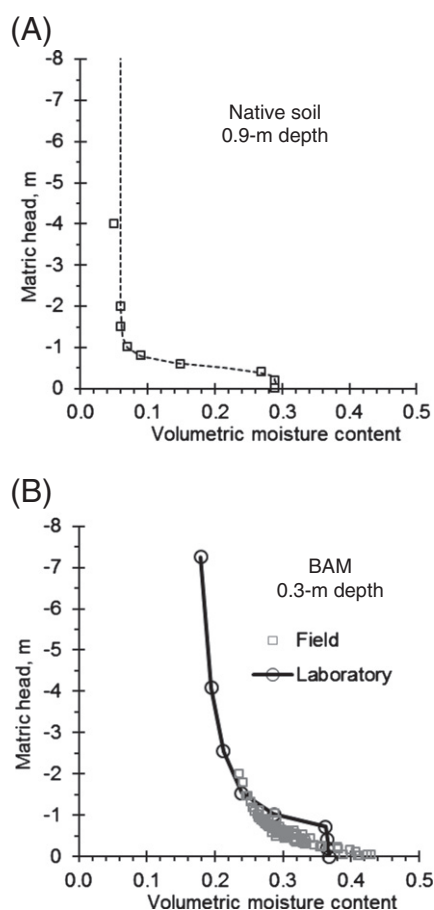 (A)
-8
-7
-6
-5
-4
-3
-2
-1
0
Matric head, m
Native soil
0.9-m depth
0.0 0.1 0.2 0.3 0.4 0.5
Volumetric moisture content
(B)
-8
-7
-6
-5
-4
-3
-2
-1
0
Matric head, m
BAM
0.3-m depth
Field
Laboratory
0.0 0.1 0.2 0.3 0.4 0.5
Volumetric moisture content